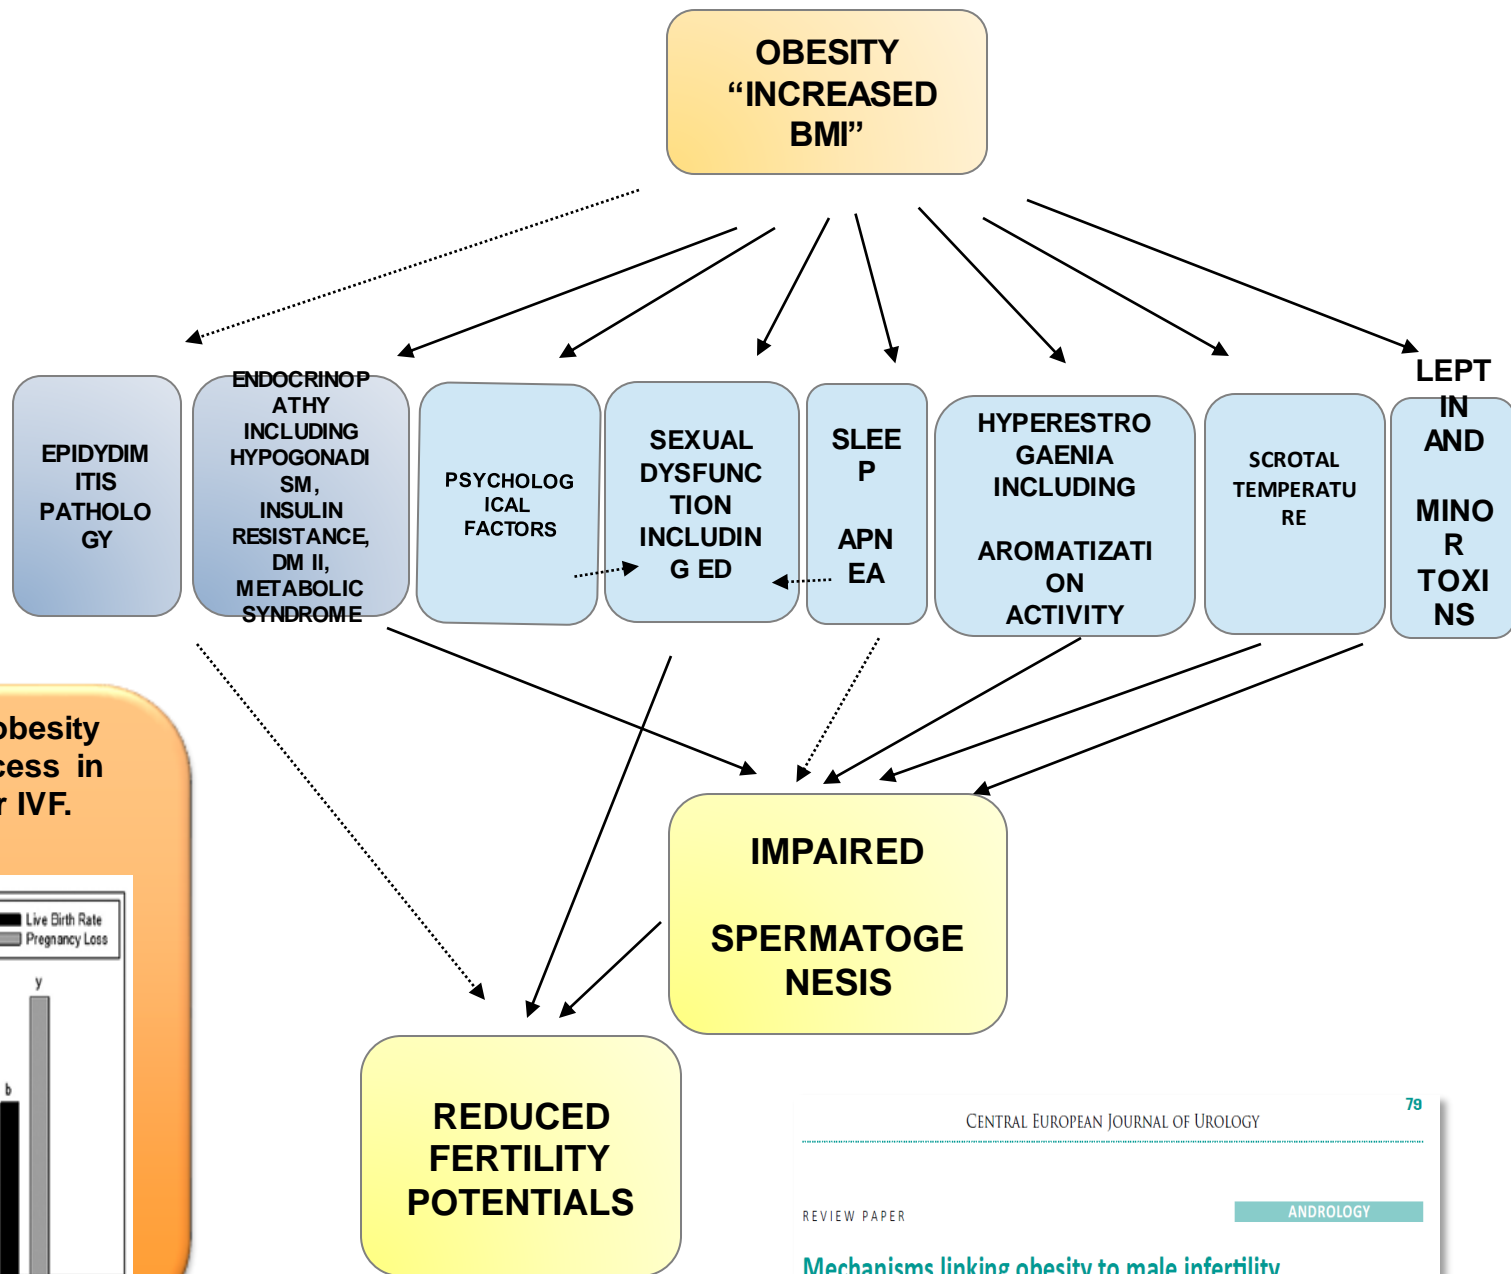 OBESITY
“INCREASED
BMI”
EPIDYDIM
ITIS
PATHOLO
GY
ENDOCRINOP
ATHY
INCLUDING
HYPOGONADI
SM,
INSULIN
RESISTANCE,
DM II,
METABOLIC
SYNDROME
PSYCHOLOG
ICAL
FACTORS
SEXUAL
DYSFUNC
TION
INCLUDIN
G ED
SLEE
P
APN
EA
HYPERESTRO
GAENIA
INCLUDING
AROMATIZATI
ON
ACTIVITY
SCROTAL
TEMPERATU
RE
LEPT
IN
AND
MINO
R
TOXI
NS
obesity
cess in
r IVF.
Live Birth Rate
Pregnancy Loss
y
b
IMPAIRED
SPERMATOGE
NESIS
REDUCED
FERTILITY
POTENTIALS
79
CENTRAL EUROPEAN JOURNAL OF UROLOGY
REVIEW PAPER
ANDROLOGY
Mechanisms linking obesity to male infertility